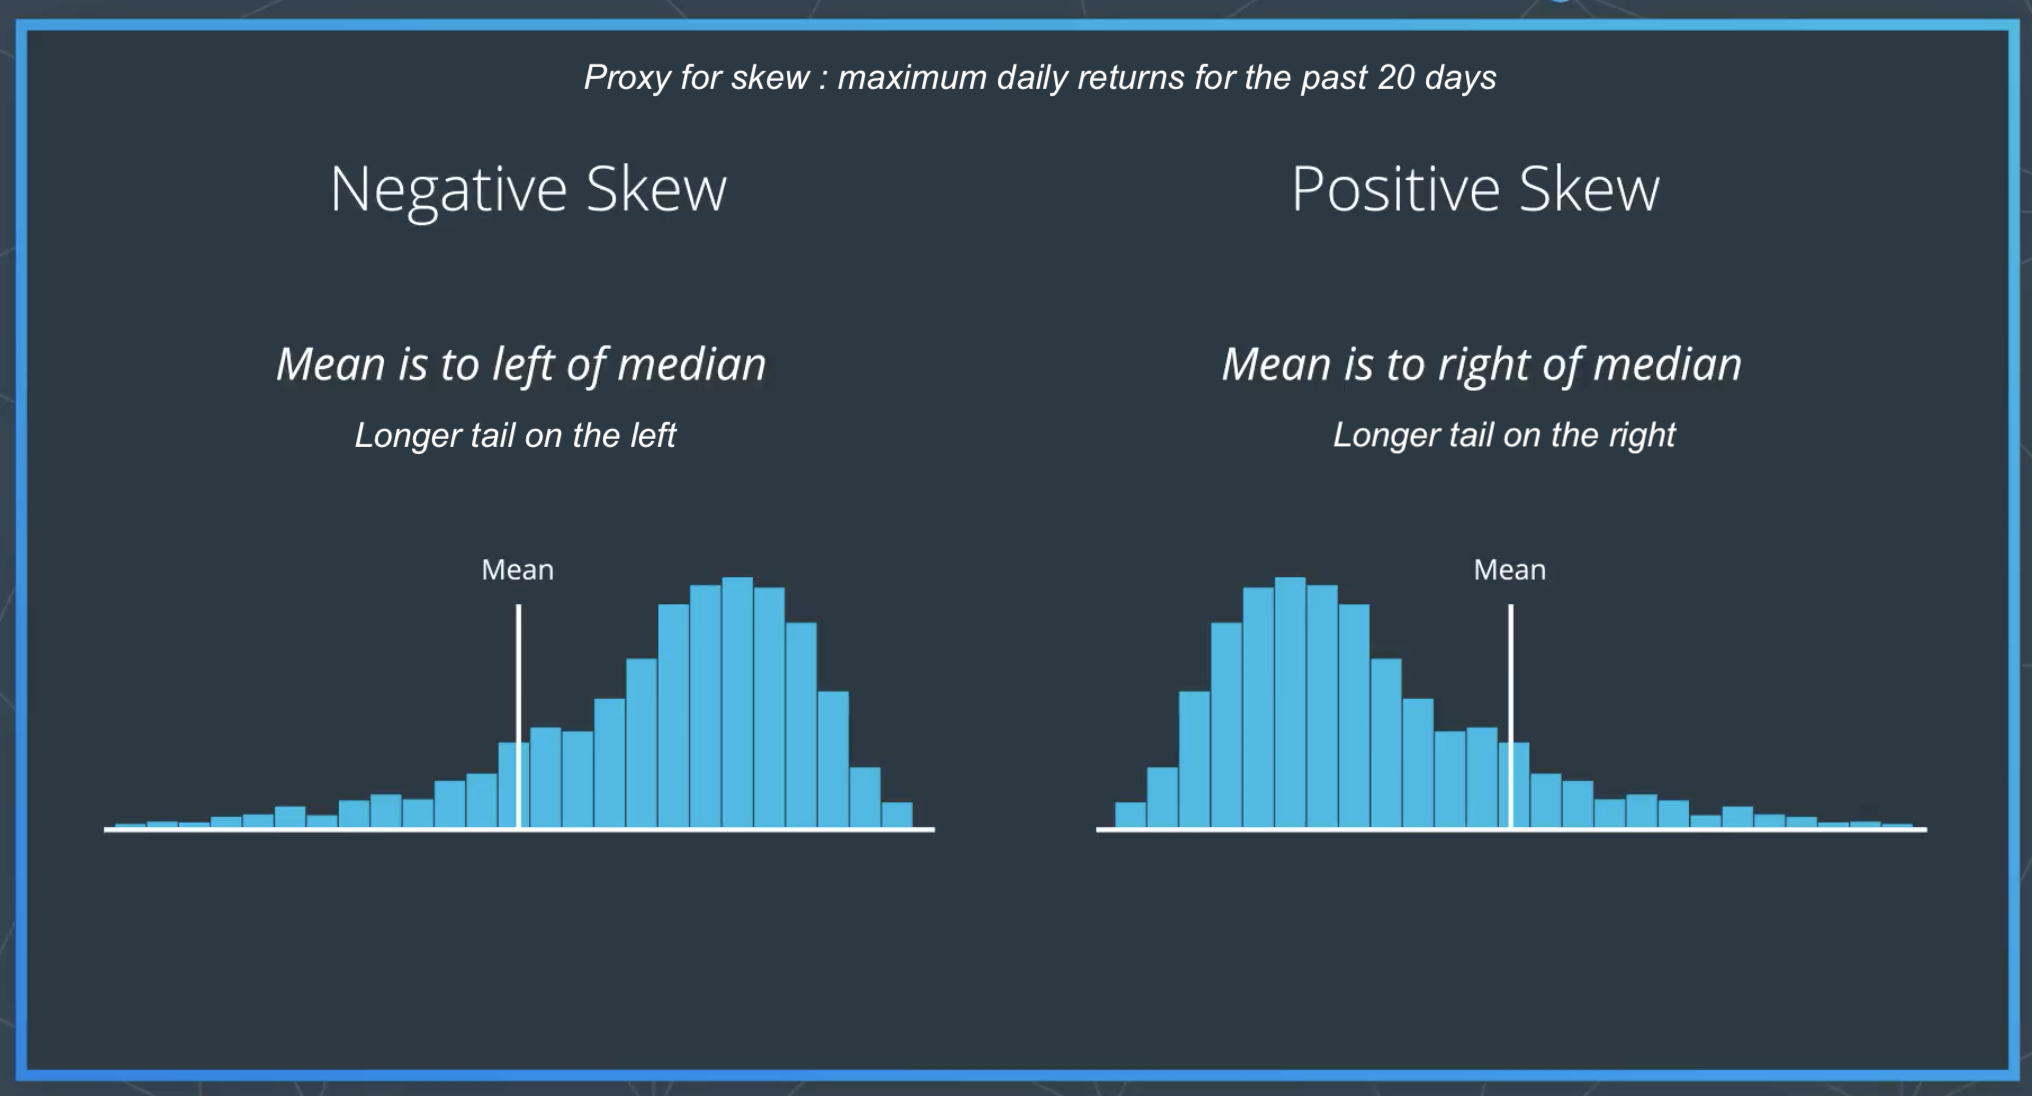 Proxy for skew : maximum daily returns for the past 20 days
Negative Skew
Mean is to left of median
Longer tail on the left
Mean
Positive Skew
Mean is to right of median
Longer tail on the right
Mean